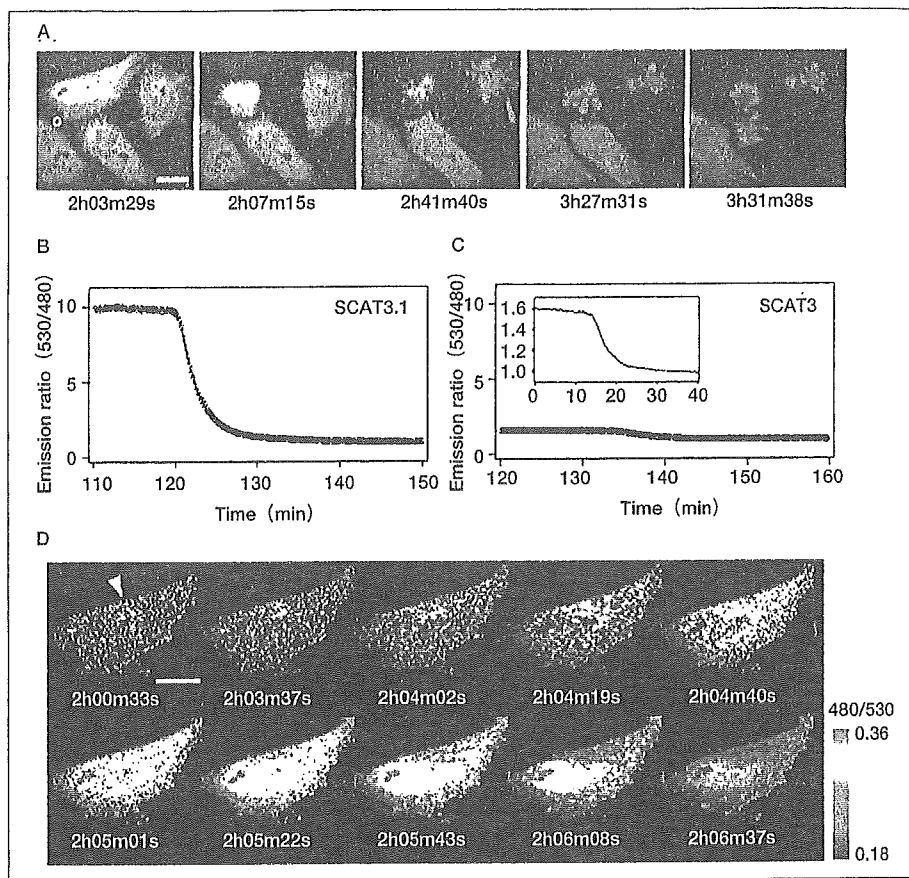 A.
2h03m29s
2h07m15s
2h41m40s
3h27m31s
3h31m38s
B
C
Emission ratio (530/480)
10
5
0
SCAT3.1
110
120
130
140
150
Time (min)
Emission ratio (530/480)
10
5
0
1.6
1.4
1.2
1.0
0
10
20
30
40
SCAT3
120
130
140
150
160
Time (min)
D
2h00m33s
2h03m37s
2h04m02s
2h04m19s
2h04m40s
2h05m01s
2h05m22s
2h05m43s
2h06m08s
2h06m37s
480/530
0.36
0.18